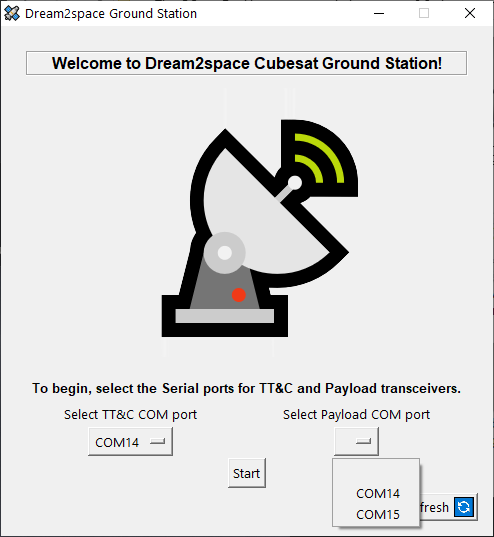 Dream2space Ground Station
Welcome to Dream2space Cubesat Ground Station!
To begin, select the Serial ports for TT&C and Payload transceivers.
Select TT&C COM port
Select Payload COM port
COM14
Start
COM14
COM15
fresh